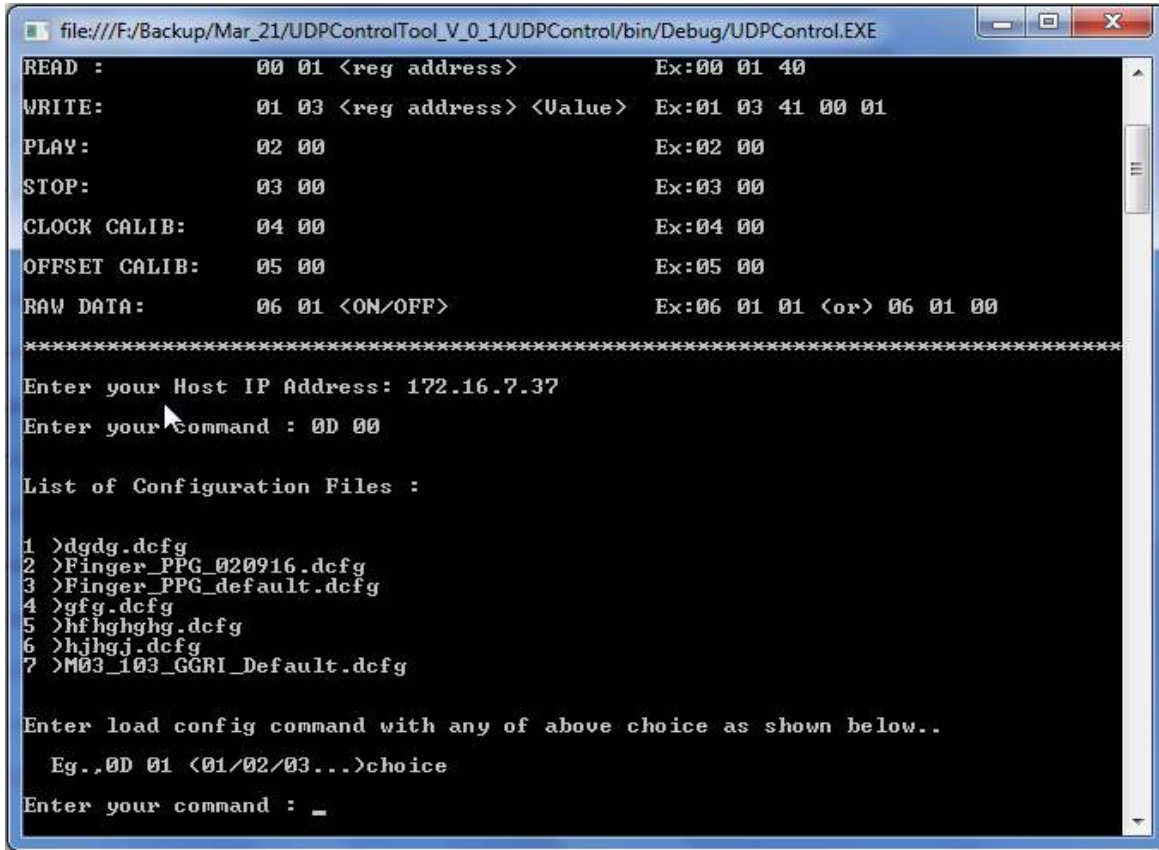 file:///F:/Backup/Mar_21/UDPControlTool_V_0_1/UDPControl/bin/Debug/UDPControl.EXE
READ : 00 01 <reg address> Ex:00 01 40
WRITE: 01 03 <reg address> <Value> Ex:01 03 41 00 01
PLAY: 02 00 Ex:02 00
STOP: 03 00 Ex:03 00
CLOCK CALIB: 04 00 Ex:04 00
OFFSET CALIB: 05 00 Ex:05 00
RAW DATA: 06 01 <ON/OFF> Ex:06 01 01 (or) 06 01 00
********************************************************************************
Enter your Host IP Address: 172.16.7.37
Enter your command : 0D 00
List of Configuration Files :
1 >dgdg.dcfg
2 >Finger_PPG_020916.dcfg
3 >Finger_PPG_default.dcfg
4 >gfg.dcfg
5 >hfhghghg.dcfg
6 >hjhgj.dcfg
7 >M03_103_GGRI_Default.dcfg
Enter load config command with any of above choice as shown below..
Eg.,0D 01 (01/02/03...)choice
Enter your command : _